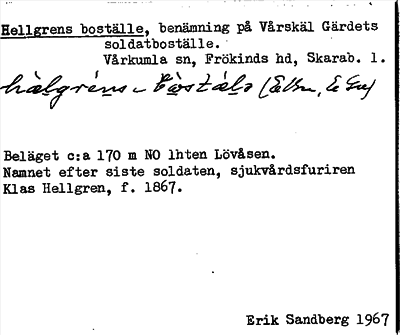 Hellgrens boställe, benämning på Vårskäl Gärdets
soldatboställe.
Vårkumla sn, Frökinds hd, Skarab. l.
Beläget c:a 170 m NO lhten Lövåsen.
Namnet efter siste soldaten, sjukvårdsfuriren
Klas Hellgren, f. 1867.
Erik Sandberg 1967